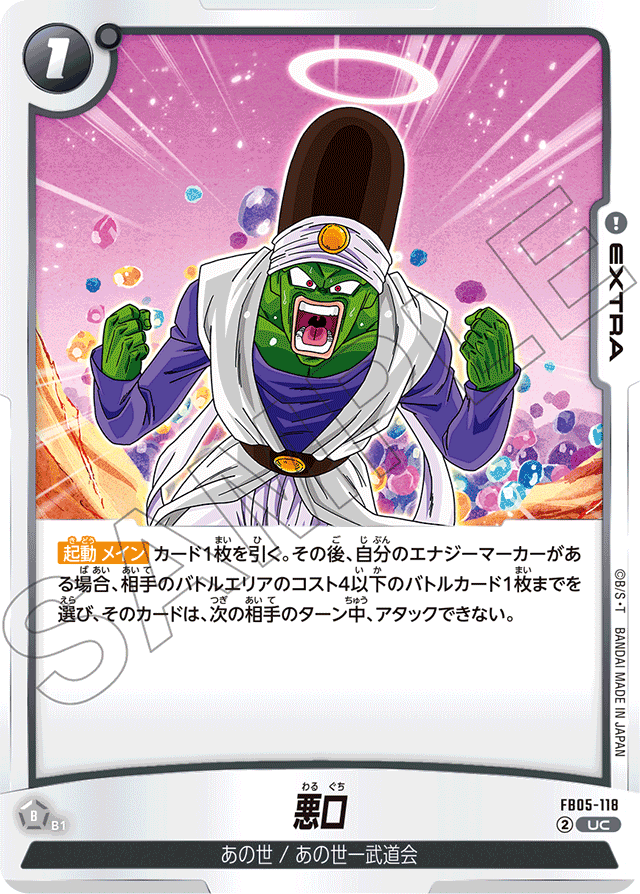 1
EXTRA
SAMPLE
起動 メイン カード1枚を引く。その後、自分のエナジーマーカーがあ
る場合、相手のバトルエリアのコスト4以下のバトルカード1枚までを
選び、そのカードは、次の相手のターン中、アタックできない。
©B/S・T BANDAI MADE IN JAPAN
わる ぐち
悪口
FB05-118
B B1
2 UC
あの世 / あの世一武道会